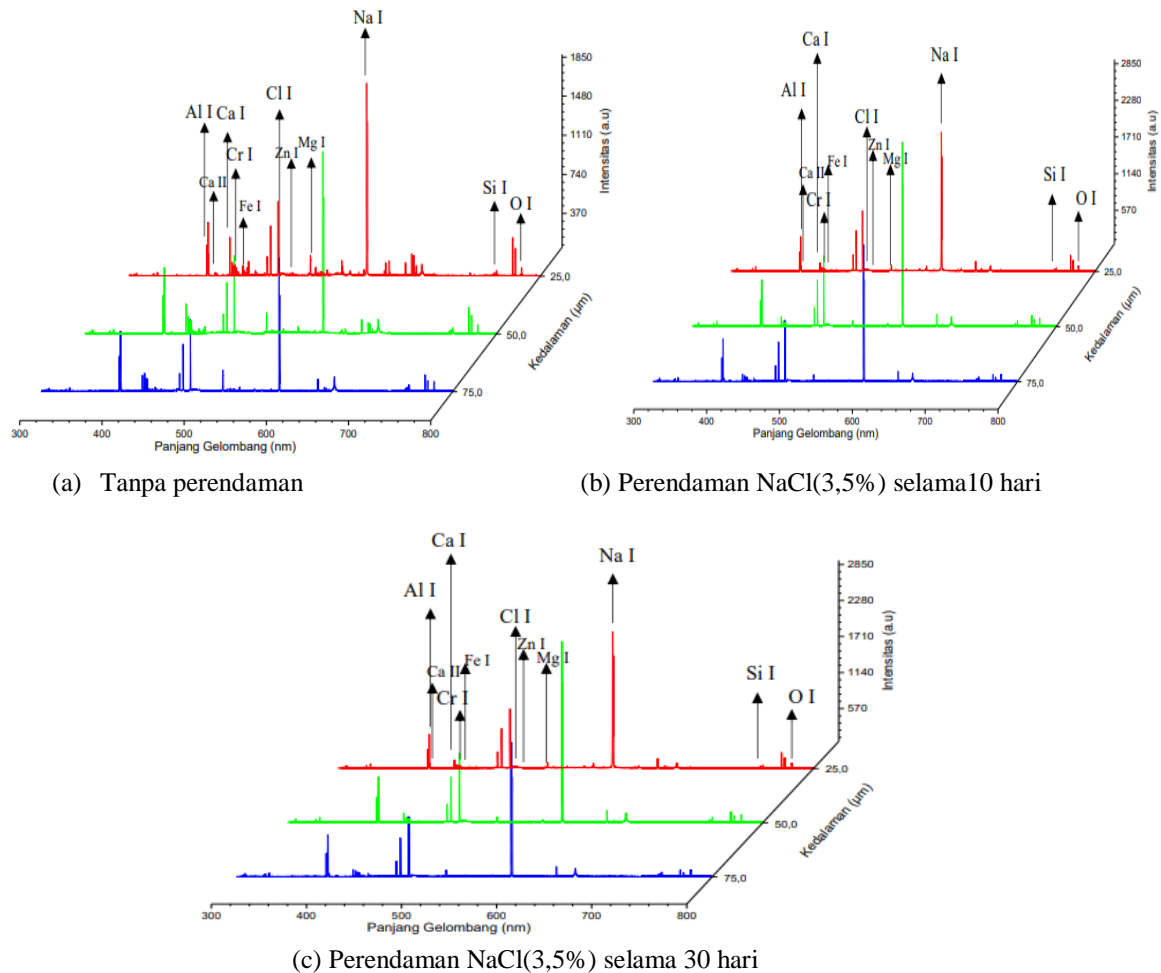 Na I
Ca I
Al I
Cl I
Cr I
Zn I
Mg I
Ca II
Fe I
Si I
O I
1850
1480
1110
740
370
Intensitas (a.u)
25,0
50,0
75,0
Kedalaman (µm)
300 400 500 600 700 800
Panjang Gelombang (nm)
(a) Tanpa perendaman
Ca I
Na I
Al I
Cl I
Fe I
Zn I
Mg I
Ca II
Cr I
Si I
O I
2850
2280
1710
1140
570
Intensitas (a.u)
25,0
50,0
75,0
Kedalaman (µm)
300 400 500 600 700 800
Panjang Gelombang (nm)
(b) Perendaman NaCl(3,5%) selama10 hari
Ca I
Na I
Al I
Cl I
Zn I
Fe I
Mg I
Ca II
Cr I
Si I
O I
2850
2280
1710
1140
570
Intensitas (a.u)
25,0
50,0
75,0
Kedalaman (µm)
300 400 500 600 700 800
Panjang Gelombang (nm)
(c) Perendaman NaCl(3,5%) selama 30 hari